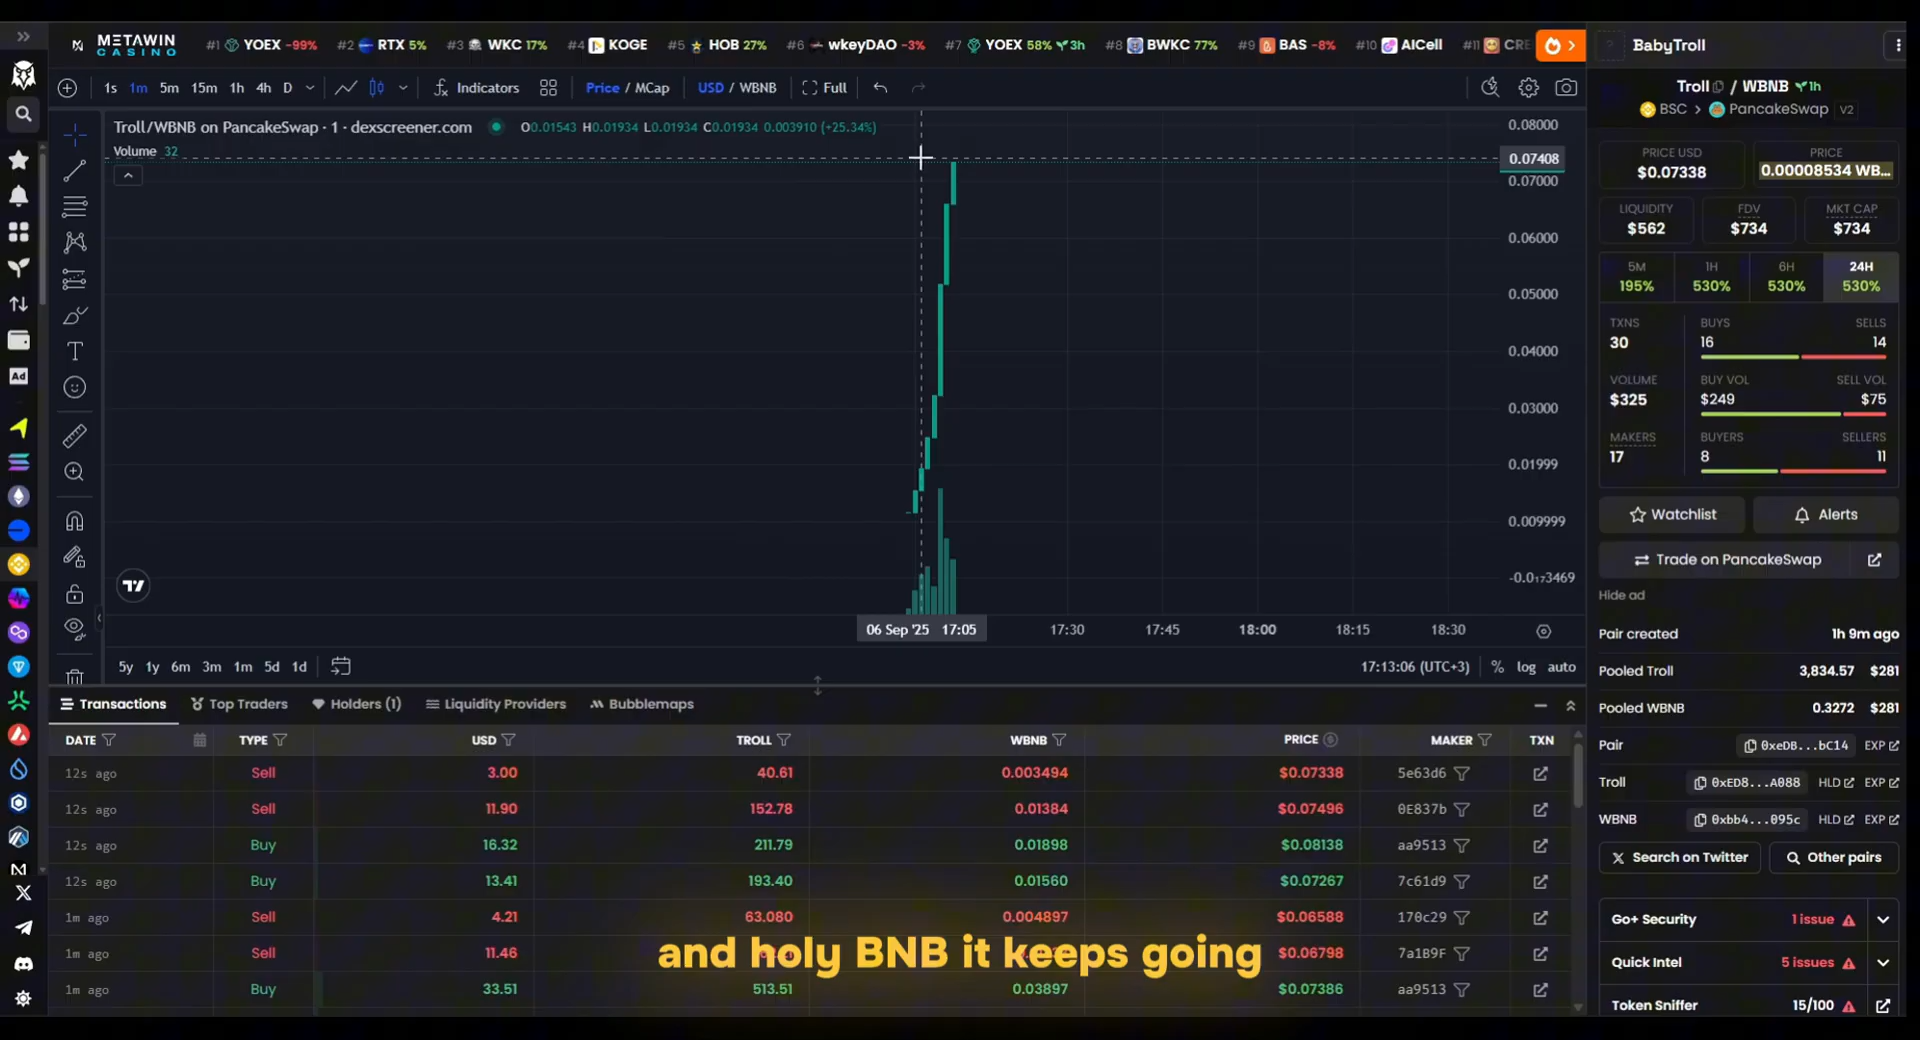 METAWIN CASINO
#1 YOEX -99% #2 RTX 5% #3 WKC 17% #4 KOGE #5 HOB 27% #6 wkeyDAO -3% #7 YOEX 58% 3h #8 BWKC 77% #9 BAS -8% #10 AICell #11 CRE
BabyTroll
1s 1m 5m 15m 1h 4h D Indicators Price / MCap USD / WBNB Full
Troll / WBNB 1h
BSC > PancakeSwap V2
Troll/WBNB on PancakeSwap · 1 · dexscreener.com O0.01543 H0.01934 L0.01934 C0.01934 0.003910 (+25.34%)
Volume 32
0.08000
0.07408
0.07000
0.06000
0.05000
0.04000
0.03000
0.01999
0.009999
-0.0₁₇3469
06 Sep '25 17:05 17:30 17:45 18:00 18:15 18:30
5y 1y 6m 3m 1m 5d 1d
17:13:06 (UTC+3) % log auto
PRICE USD PRICE
$0.07338 0.00008534 WB...
LIQUIDITY FDV MKT CAP
$562 $734 $734
5M 1H 6H 24H
195% 530% 530% 530%
TXNS BUYS SELLS
30 16 14
VOLUME BUY VOL SELL VOL
$325 $249 $75
MAKERS BUYERS SELLERS
17 8 11
Watchlist Alerts
Trade on PancakeSwap
Hide ad
Pair created 1h 9m ago
Pooled Troll 3,834.57 $281
Pooled WBNB 0.3272 $281
Pair 0xeDB...bC14 EXP
Troll 0xED8...A088 HLD EXP
WBNB 0xbb4...095c HLD EXP
Search on Twitter Other pairs
Go+ Security 1 issue
Quick Intel 5 issues
Token Sniffer 15/100
Ad
Transactions Top Traders Holders (1) Liquidity Providers Bubblemaps
DATE TYPE USD TROLL WBNB PRICE MAKER TXN
12s ago Sell 3.00 40.61 0.003494 $0.07338 5e63d6
12s ago Sell 11.90 152.78 0.01384 $0.07496 0E837b
12s ago Buy 16.32 211.79 0.01898 $0.08138 aa9513
12s ago Buy 13.41 193.40 0.01560 $0.07267 7c61d9
1m ago Sell 4.21 63.080 0.004897 $0.06588 170c29
1m ago Sell 11.46 $0.06798 7a1B9F
1m ago Buy 33.51 513.51 0.03897 $0.07386 aa9513
and holy BNB it keeps going